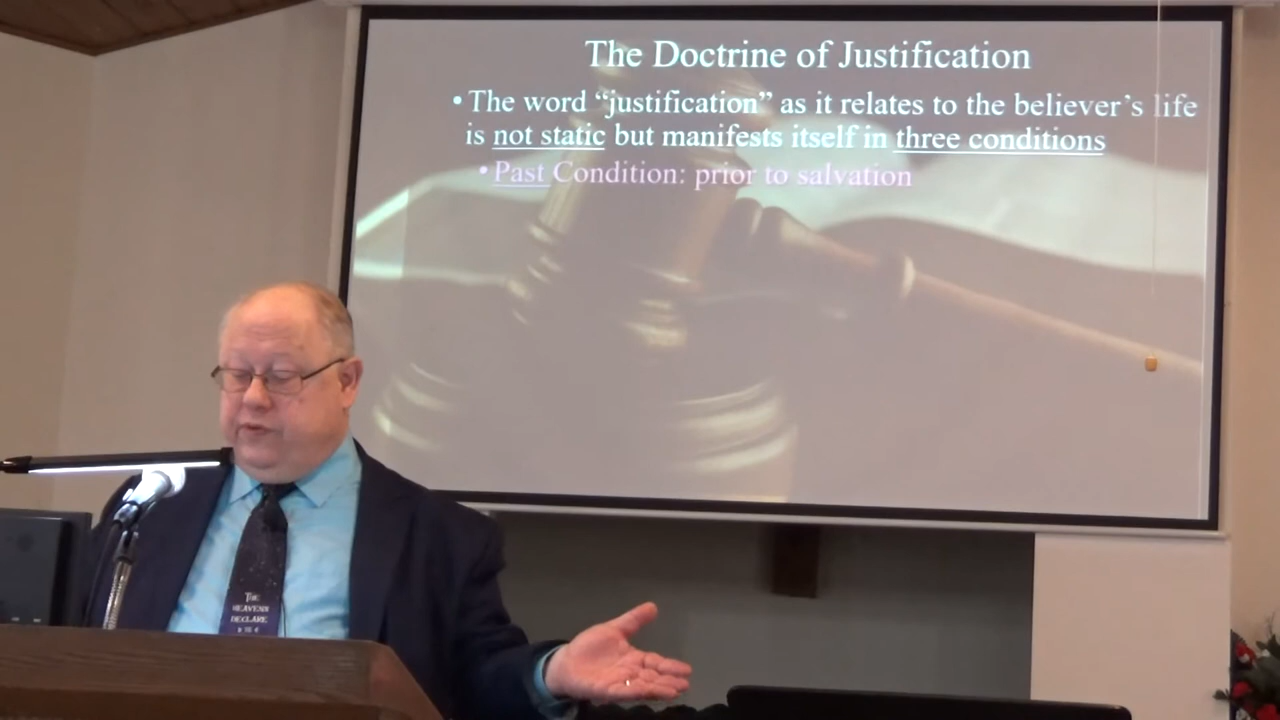 The Doctrine of Justification
• The word “justification” as it relates to the believer’s life
is not static but manifests itself in three conditions
• Past Condition: prior to salvation
THE
HEAVENS
DECLARE